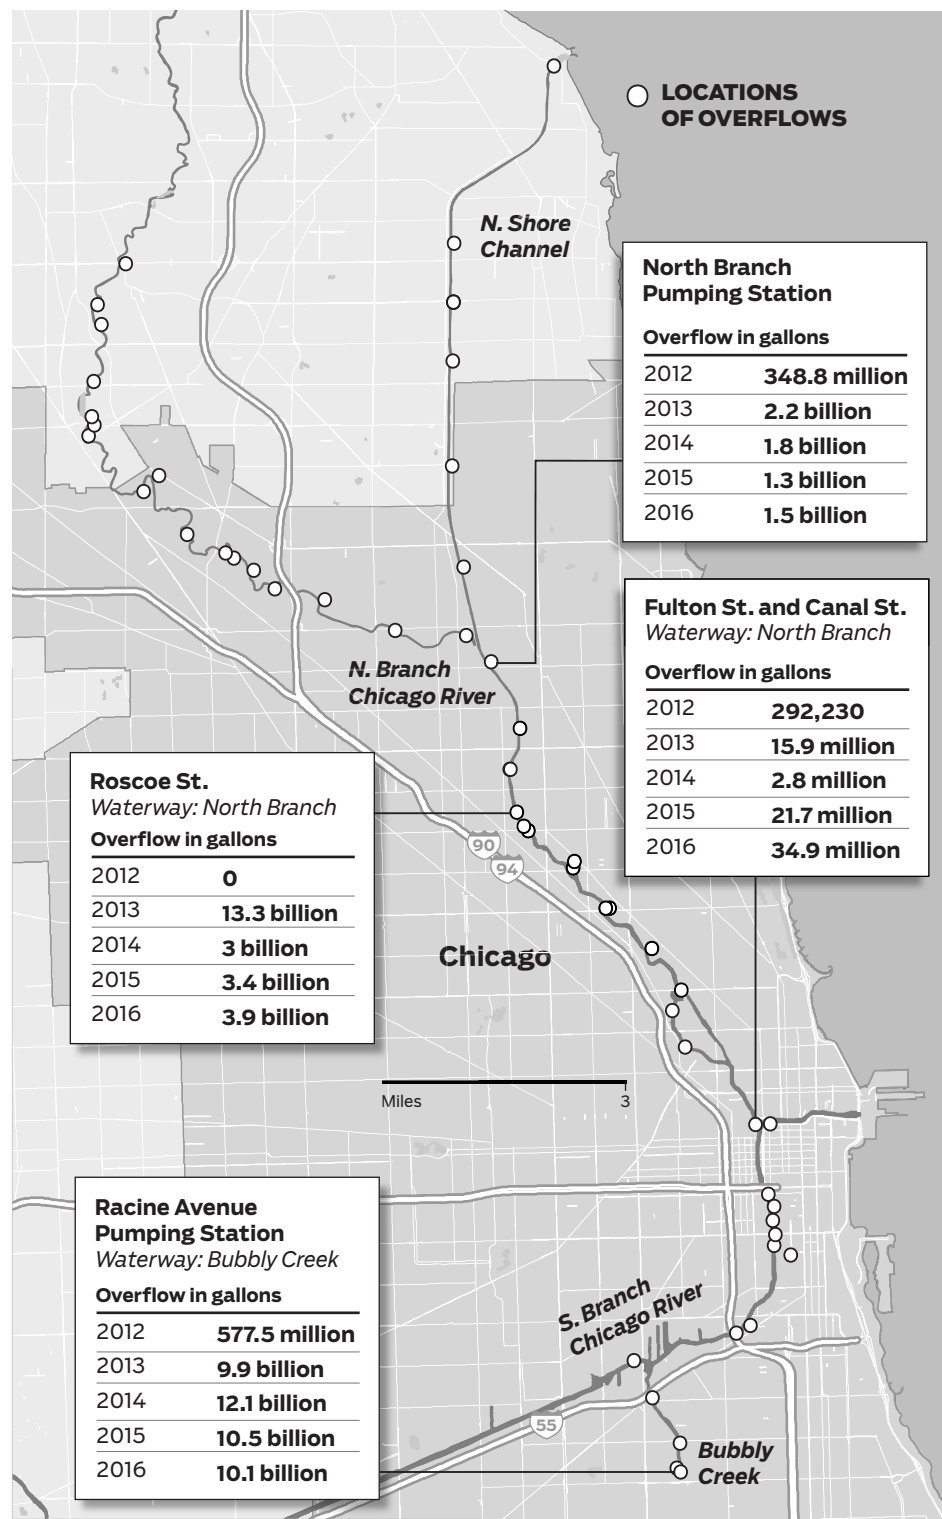 LOCATIONS
OF OVERFLOWS
N. Shore
Channel
North Branch
Pumping Station
Overflow in gallons
2012 348.8 million
2013 2.2 billion
2014 1.8 billion
2015 1.3 billion
2016 1.5 billion
Fulton St. and Canal St.
Waterway: North Branch
Overflow in gallons
2012 292,230
2013 15.9 million
2014 2.8 million
2015 21.7 million
2016 34.9 million
N. Branch
Chicago River
Roscoe St.
Waterway: North Branch
Overflow in gallons
2012 0
2013 13.3 billion
2014 3 billion
2015 3.4 billion
2016 3.9 billion
90
94
Chicago
Miles 3
Racine Avenue
Pumping Station
Waterway: Bubbly Creek
Overflow in gallons
2012 577.5 million
2013 9.9 billion
2014 12.1 billion
2015 10.5 billion
2016 10.1 billion
S. Branch
Chicago River
55
Bubbly
Creek